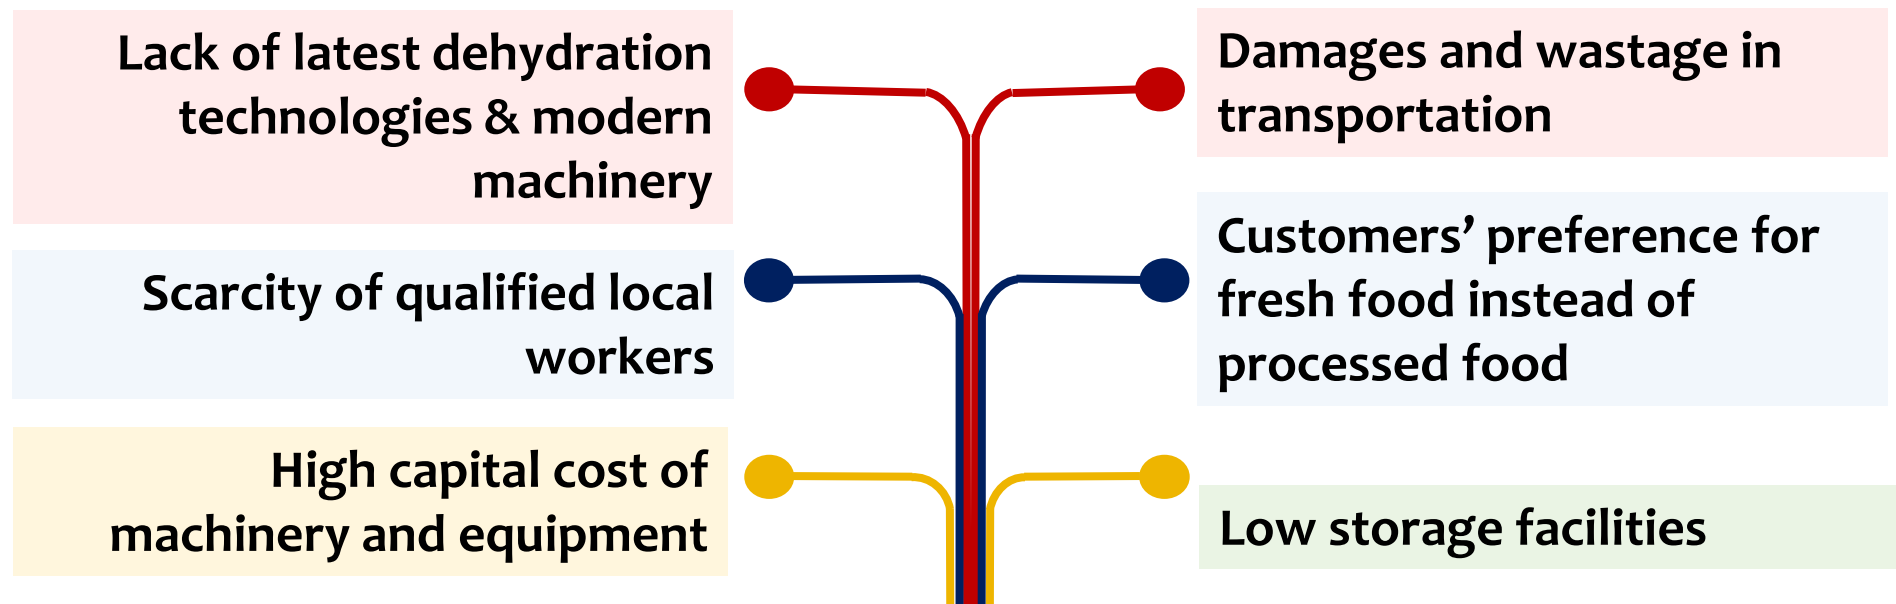 Lack of latest dehydration
technologies & modern
machinery
Scarcity of qualified local
workers
High capital cost of
machinery and equipment
Damages and wastage in
transportation
Customers’ preference for
fresh food instead of
processed food
Low storage facilities